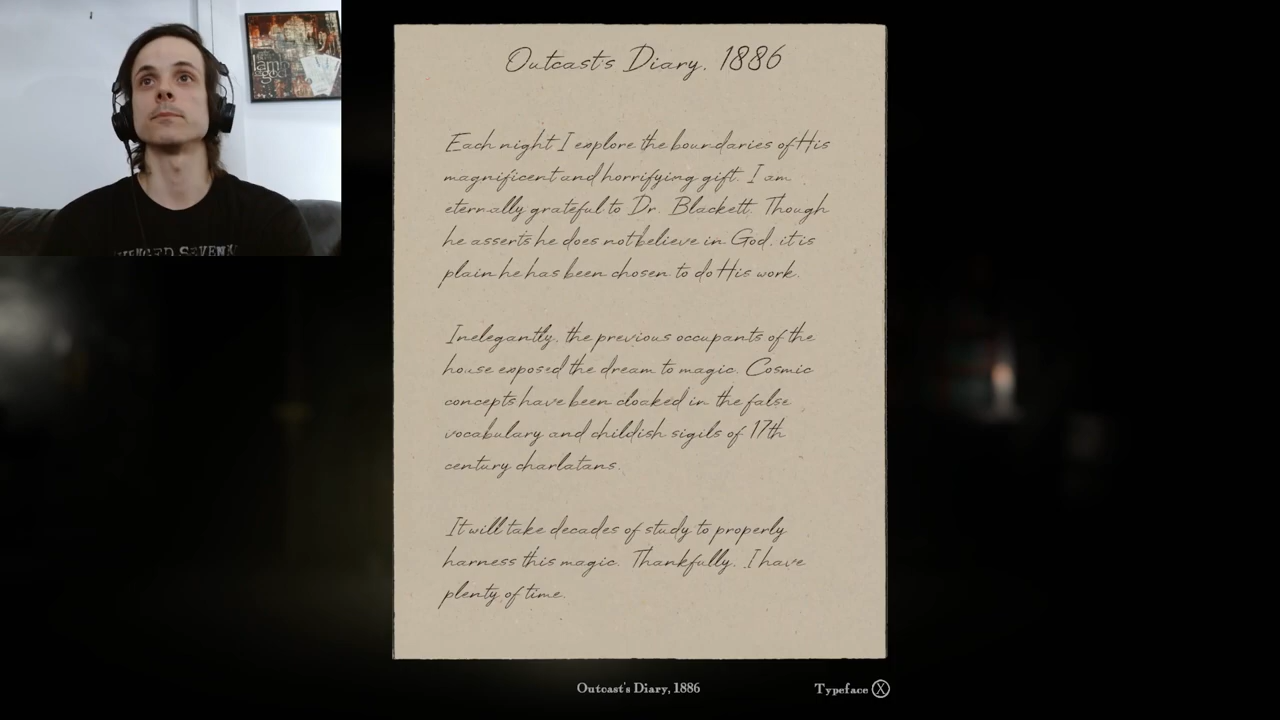 lamb
of
god
Outcast's Diary, 1886
Each night I explore the boundaries of His
magnificent and horrifying gift. I am
eternally grateful to Dr. Blackett. Though
he asserts he does not believe in God, it is
plain he has been chosen to do His work.
Inelegantly, the previous occupants of the
house exposed the dream to magic. Cosmic
concepts have been cloaked in the false
vocabulary and childish sigils of 17th
century charlatans.
It will take decades of study to properly
harness this magic. Thankfully, I have
plenty of time.
Outcast's Diary, 1886
Typeface X